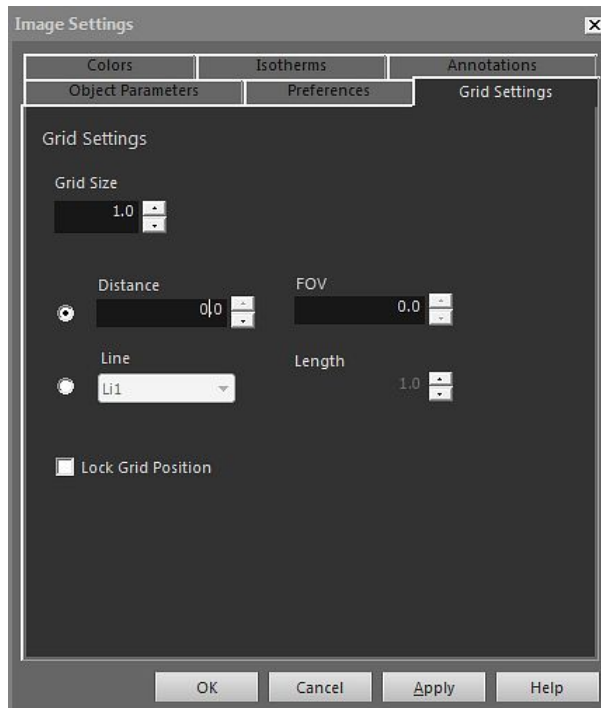 Image Settings
Colors Isotherms Annotations
Object Parameters Preferences Grid Settings
Grid Settings
Grid Size
1.0
Distance FOV
0.0 0.0
Line Length
Li1 1.0
Lock Grid Position
OK Cancel Apply Help